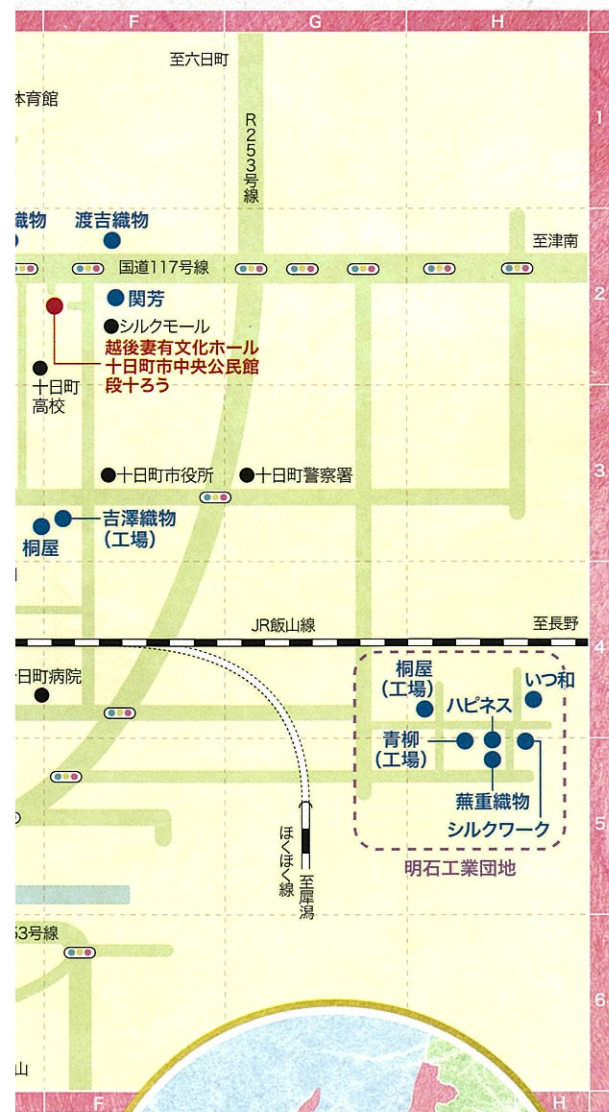 F
G
H
至六日町
体育館
1
R253号線
織物
渡吉織物
至津南
国道117号線
2
関芳
シルクモール
越後妻有文化ホール
十日町市中央公民館
段十ろう
十日町
高校
3
十日町市役所
十日町警察署
吉澤織物
(工場)
桐屋
JR飯山線
至長野
4
日町病院
桐屋
(工場)
いつ和
ハピネス
青柳
(工場)
蕪重織物
シルクワーク
5
ほくほく線
至犀潟
明石工業団地
53号線
6
山
F
H